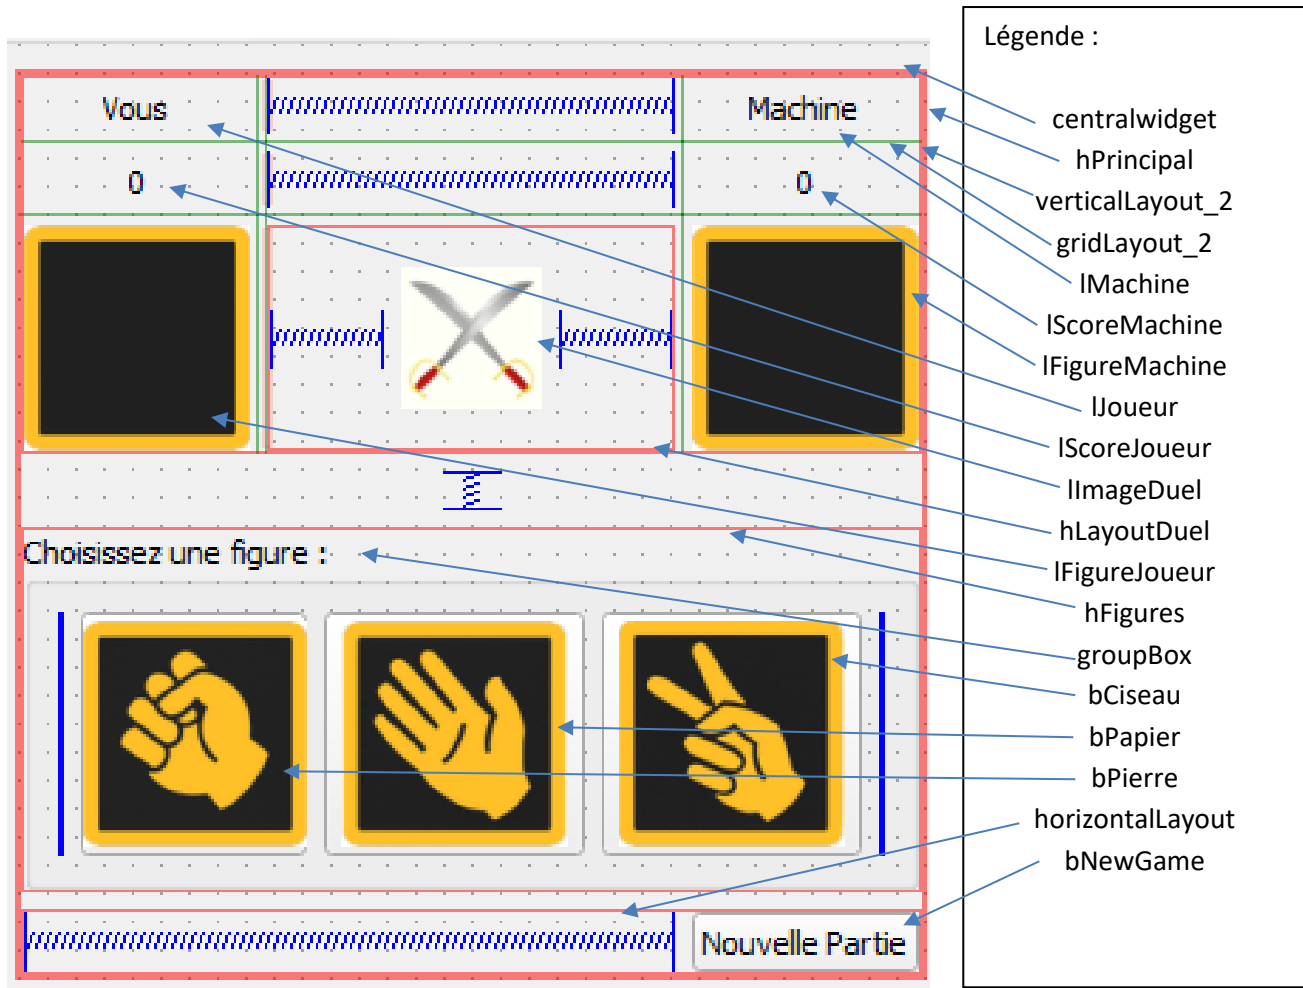 Légende :
Vous
Machine
0
0
Choisissez une figure :
Nouvelle Partie
centralwidget
hPrincipal
verticalLayout_2
gridLayout_2
lMachine
lScoreMachine
lFigureMachine
lJoueur
lScoreJoueur
lImageDuel
hLayoutDuel
lFigureJoueur
hFigures
groupBox
bCiseau
bPapier
bPierre
horizontalLayout
bNewGame